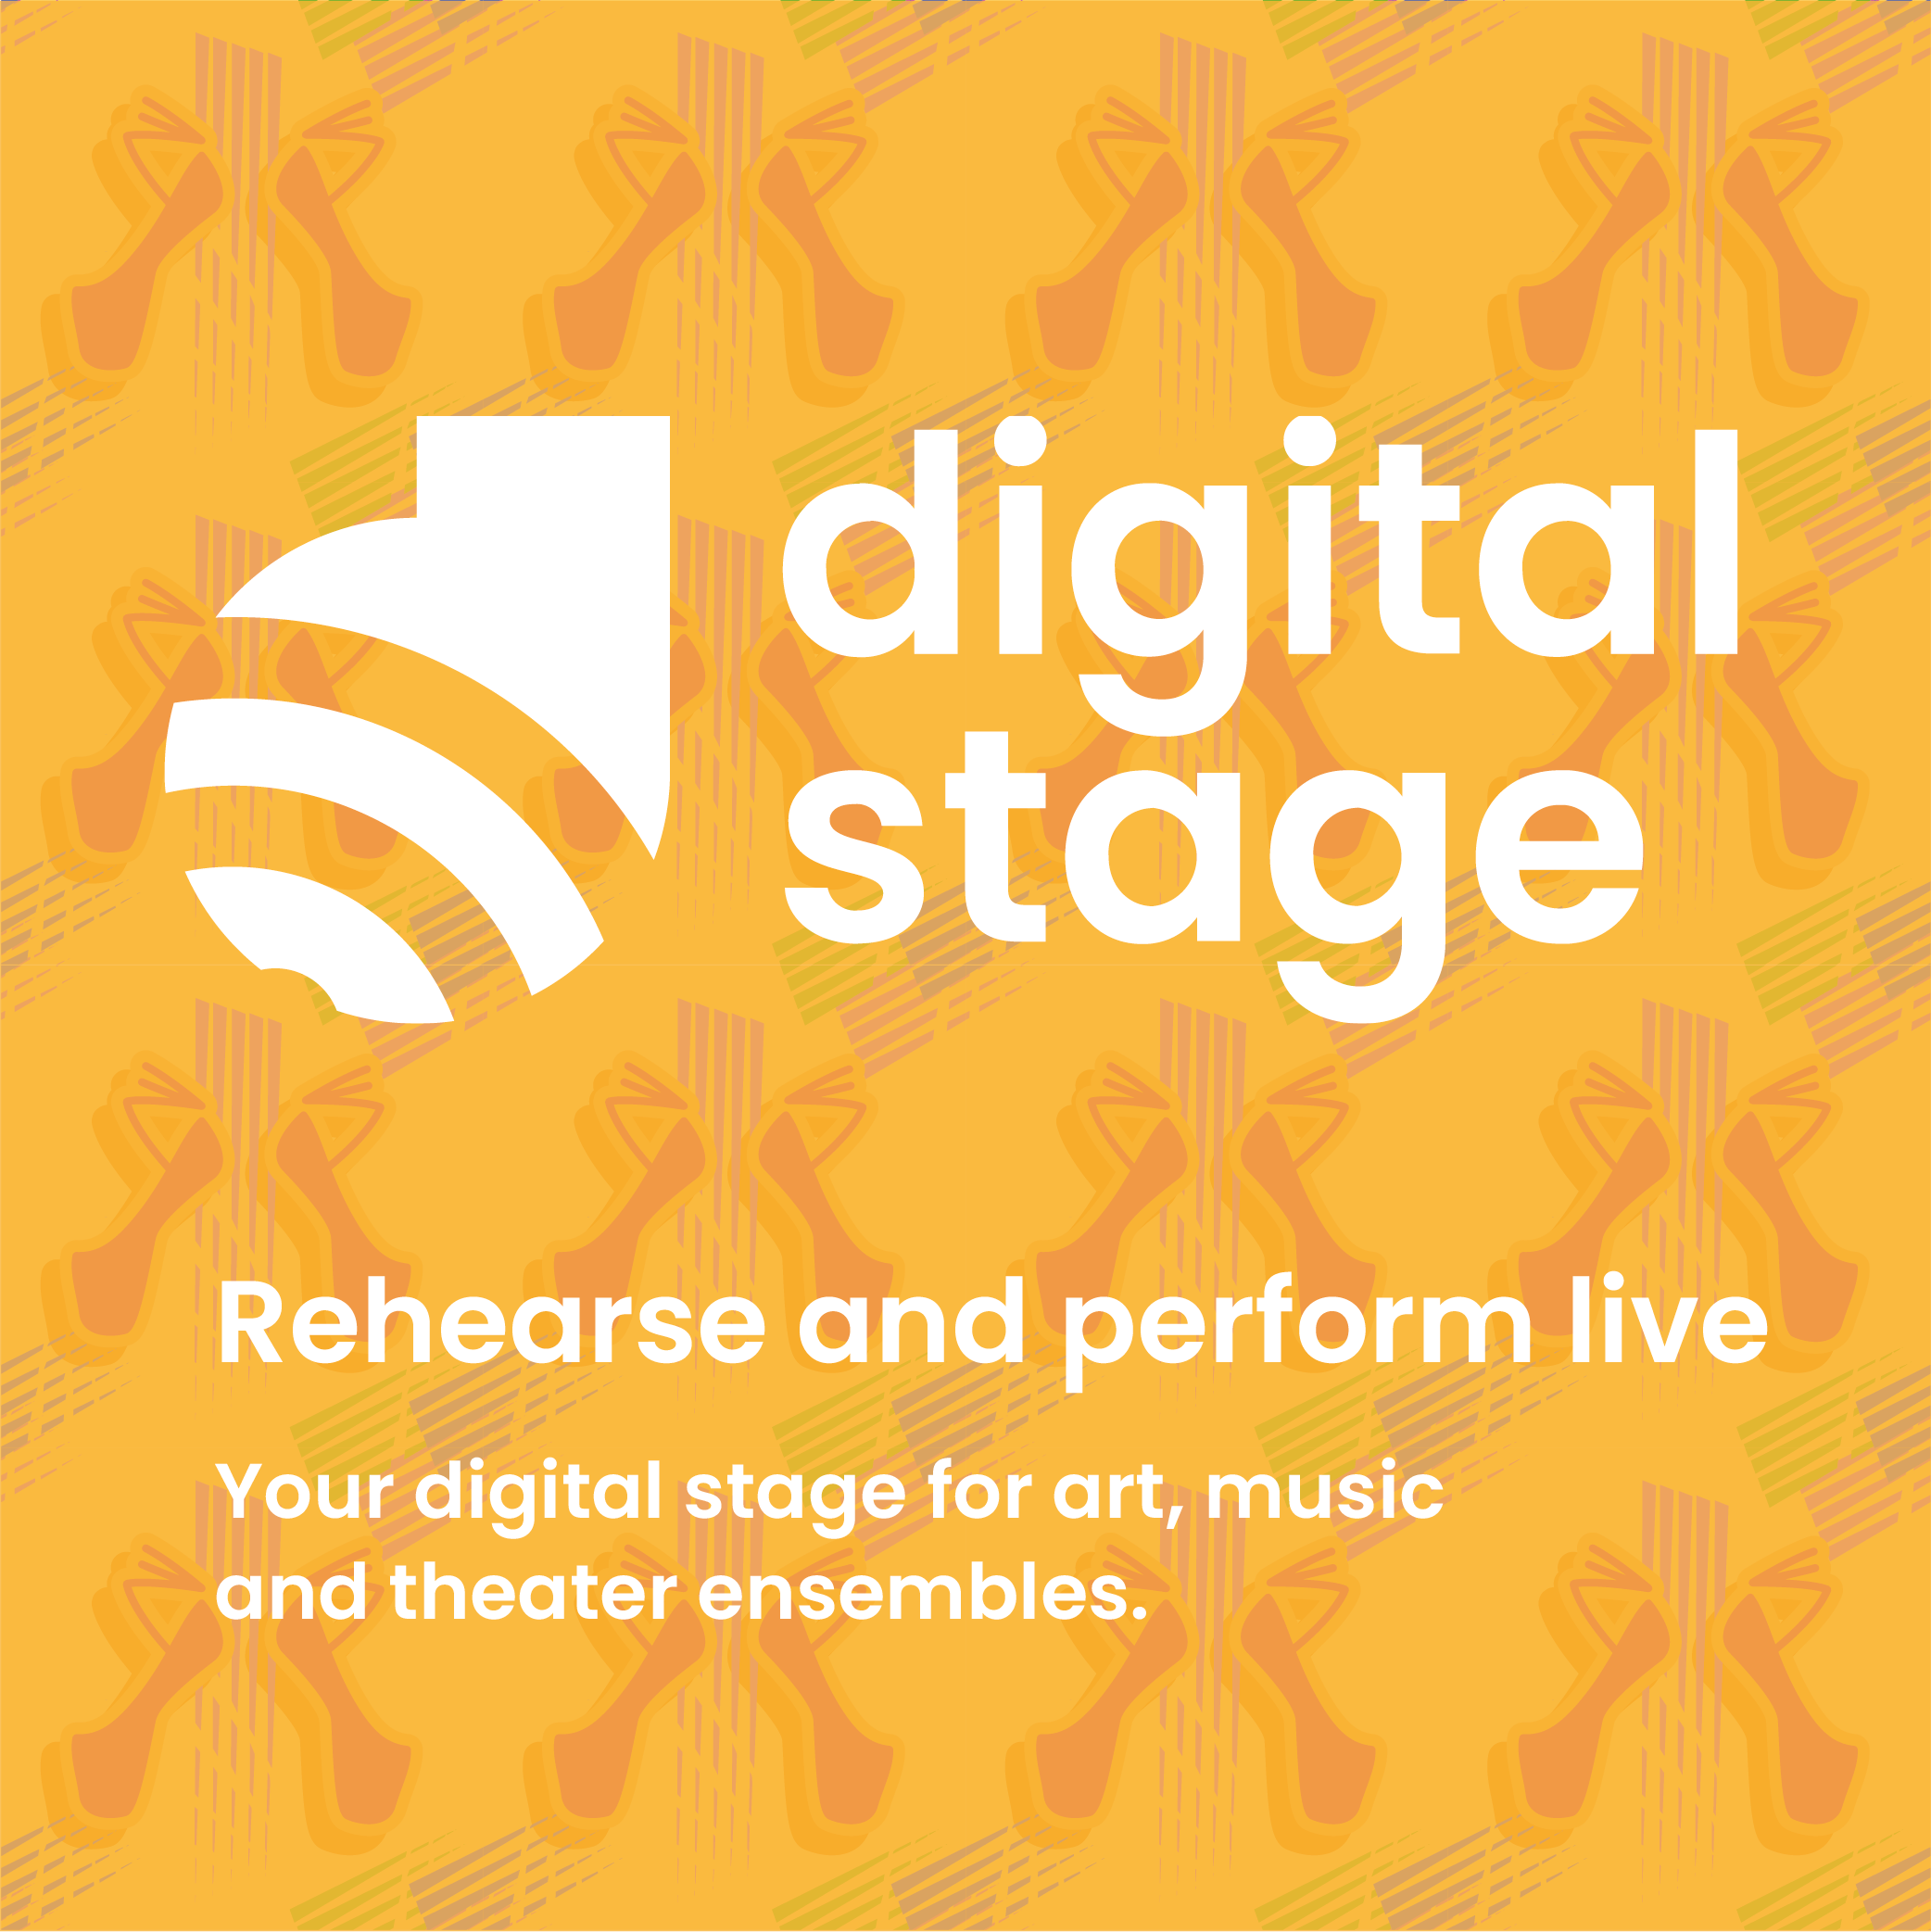 digital
stage
Rehearse and perform live
Your digital stage for art, music
and theater ensembles.